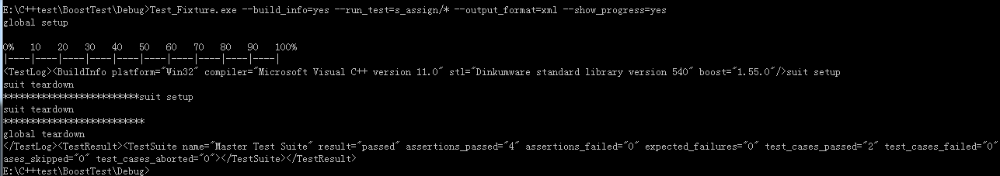 E:\C++test\BoostTest\Debug>Test_Fixture.exe --build_info=yes --run_test=s_assign/* --output_format=xml --show_progress=yes
global setup
0%   10   20   30   40   50   60   70   80   90   100%
|----|----|----|----|----|----|----|----|----|----|
<TestLog><BuildInfo platform="Win32" compiler="Microsoft Visual C++ version 11.0" stl="Dinkumware standard library version 540" boost="1.55.0"/>suit setup
suit teardown
*************************suit setup
suit teardown
**************************
global teardown
</TestLog><TestResult><TestSuite name="Master Test Suite" result="passed" assertions_passed="4" assertions_failed="0" expected_failures="0" test_cases_passed="2" test_cases_failed="0"
ases_skipped="0" test_cases_aborted="0"></TestSuite></TestResult>
E:\C++test\BoostTest\Debug>